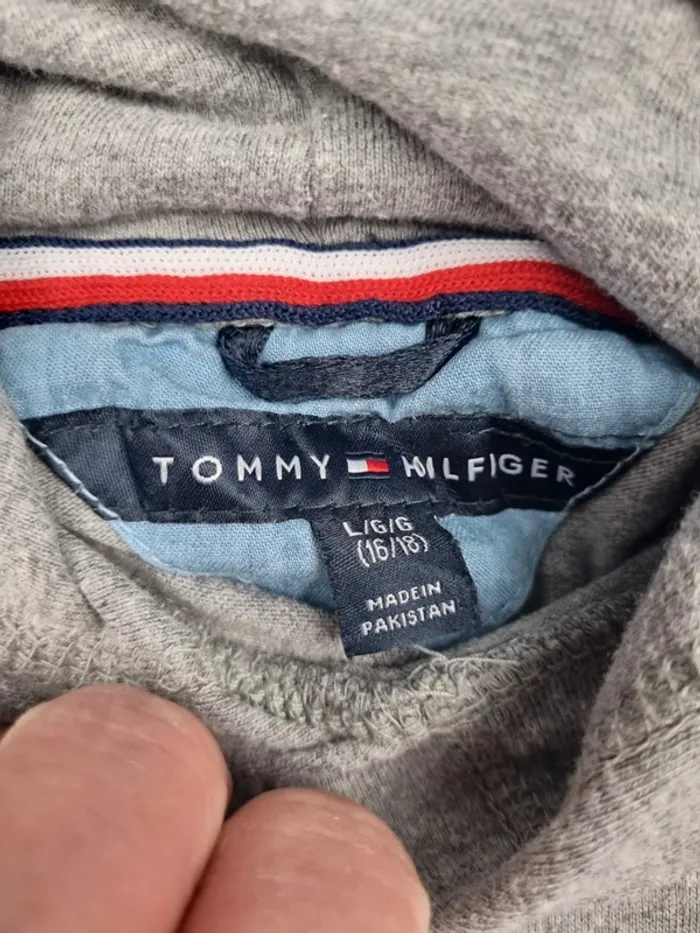 TOMMY HILFIGER
L/G/G
(16/18)
MADE IN
PAKISTAN